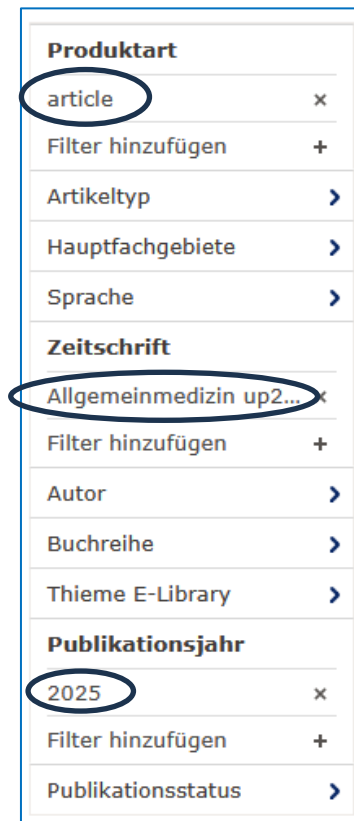 Produktart
article ×
Filter hinzufügen +
Artikeltyp
Hauptfachgebiete
Sprache
Zeitschrift
Allgemeinmedizin up2... ×
Filter hinzufügen +
Autor
Buchreihe
Thieme E-Library
Publikationsjahr
2025 ×
Filter hinzufügen +
Publikationsstatus